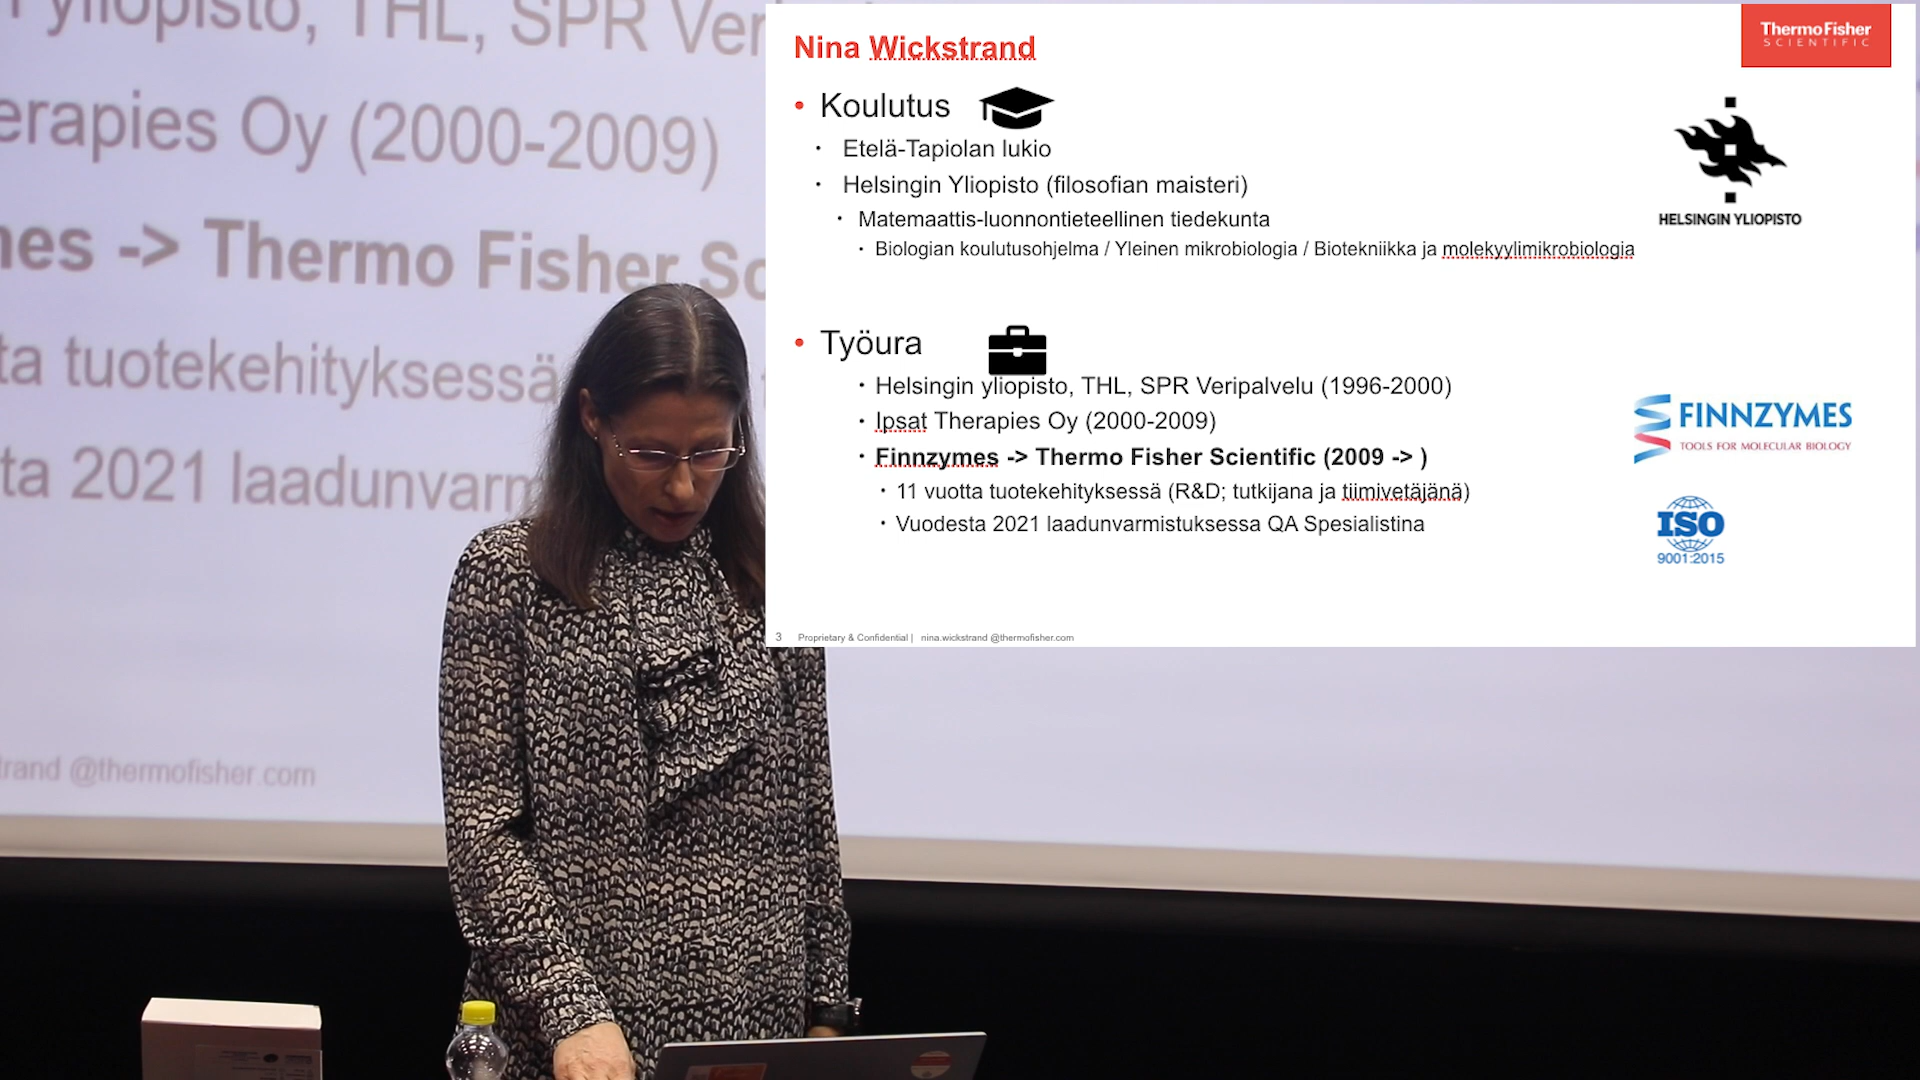 Nina Wickstrand
ThermoFisher
SCIENTIFIC
• Koulutus
• Etelä-Tapiolan lukio
• Helsingin Yliopisto (filosofian maisteri)
• Matemaattis-luonnontieteellinen tiedekunta
• Biologian koulutusohjelma / Yleinen mikrobiologia / Biotekniikka ja molekyylimikrobiologia
HELSINGIN YLIOPISTO
• Työura
• Helsingin yliopisto, THL, SPR Veripalvelu (1996-2000)
• Ipsat Therapies Oy (2000-2009)
• Finnzymes -> Thermo Fisher Scientific (2009 -> )
• 11 vuotta tuotekehityksessä (R&D; tutkijana ja tiimivetäjänä)
• Vuodesta 2021 laadunvarmistuksessa QA Spesialistina
FINNZYMES
TOOLS FOR MOLECULAR BIOLOGY
ISO
9001:2015
3 Proprietary & Confidential | nina.wickstrand @thermofisher.com
yliopisto, THL, SPR Ver
erapies Oy (2000-2009)
mes -> Thermo Fisher Sc
ta tuotekehityksessä
ta 2021 laadunvarm
rand @thermofisher.com